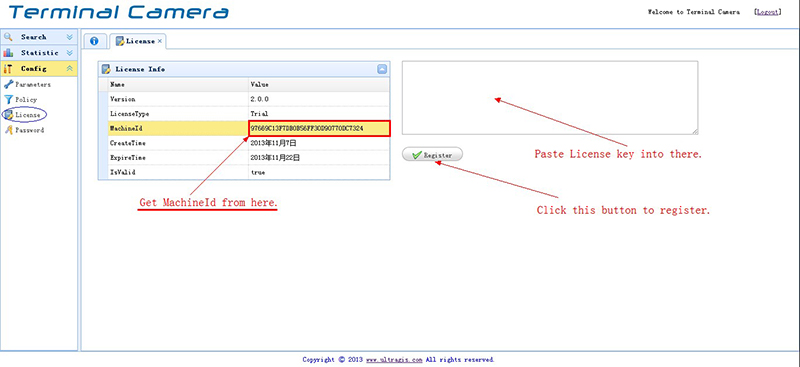 Terminal Camera
Welcome to Terminal Camera [Logout]
Search
Statistic
Config
Parameters
Policy
License
Password
License ×
License Info
Name Value
Version 2.0.0
LicenseType Trial
MachineId 97669C13F7DB0B56FF30D90770DC7324
CreateTime 2013年11月7日
ExpireTime 2013年11月22日
IsValid true
Get MachineId from here.
Paste License key into there.
Register
Click this button to register.
Copyright © 2013 www.ultragis.com All rights reserved.